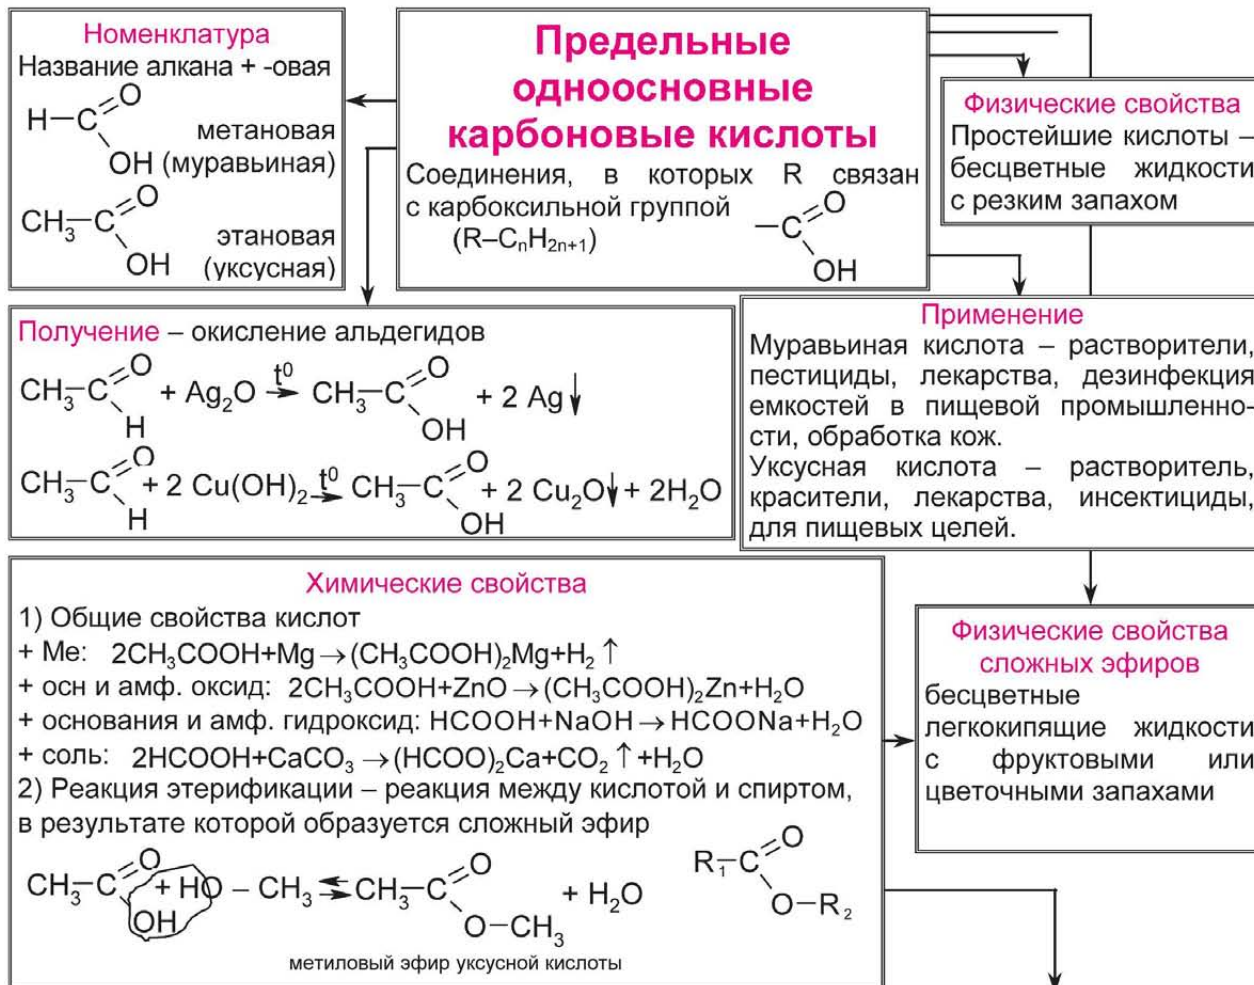 Номенклатура
Название алкана + -овая
H–C=O
метановая
OH (муравьиная)
CH₃–C=O
этановая
OH (уксусная)
Предельные
одноосновные
карбоновые кислоты
Соединения, в которых R связан
с карбоксильной группой
(R–CₙH₂ₙ₊₁)
–C=O
OH
Физические свойства
Простейшие кислоты –
бесцветные жидкости
с резким запахом
Получение – окисление альдегидов
CH₃–C=O
H
+ Ag₂O t⁰→ CH₃–C=O
OH
+ 2 Ag↓
CH₃–C=O
H
+ 2 Cu(OH)₂ t⁰→ CH₃–C=O
OH
+ 2 Cu₂O↓ + 2H₂O
Применение
Муравьиная кислота – растворители,
пестициды, лекарства, дезинфекция
емкостей в пищевой промышленно-
сти, обработка кож.
Уксусная кислота – растворитель,
красители, лекарства, инсектициды,
для пищевых целей.
Химические свойства
1) Общие свойства кислот
+ Me: 2CH₃COOH+Mg→(CH₃COOH)₂Mg+H₂↑
+ осн и амф. оксид: 2CH₃COOH+ZnO→(CH₃COOH)₂Zn+H₂O
+ основания и амф. гидроксид: HCOOH+NaOH→HCOONa+H₂O
+ соль: 2HCOOH+CaCO₃→(HCOO)₂Ca+CO₂↑+H₂O
2) Реакция этерификации – реакция между кислотой и спиртом,
в результате которой образуется сложный эфир
CH₃–C=O
OH
+ HO – CH₃ ⇄ CH₃–C=O
O–CH₃
+ H₂O
R₁–C=O
O–R₂
метиловый эфир уксусной кислоты
Физические свойства
сложных эфиров
бесцветные
легкокипящие жидкости
с фруктовыми или
цветочными запахами